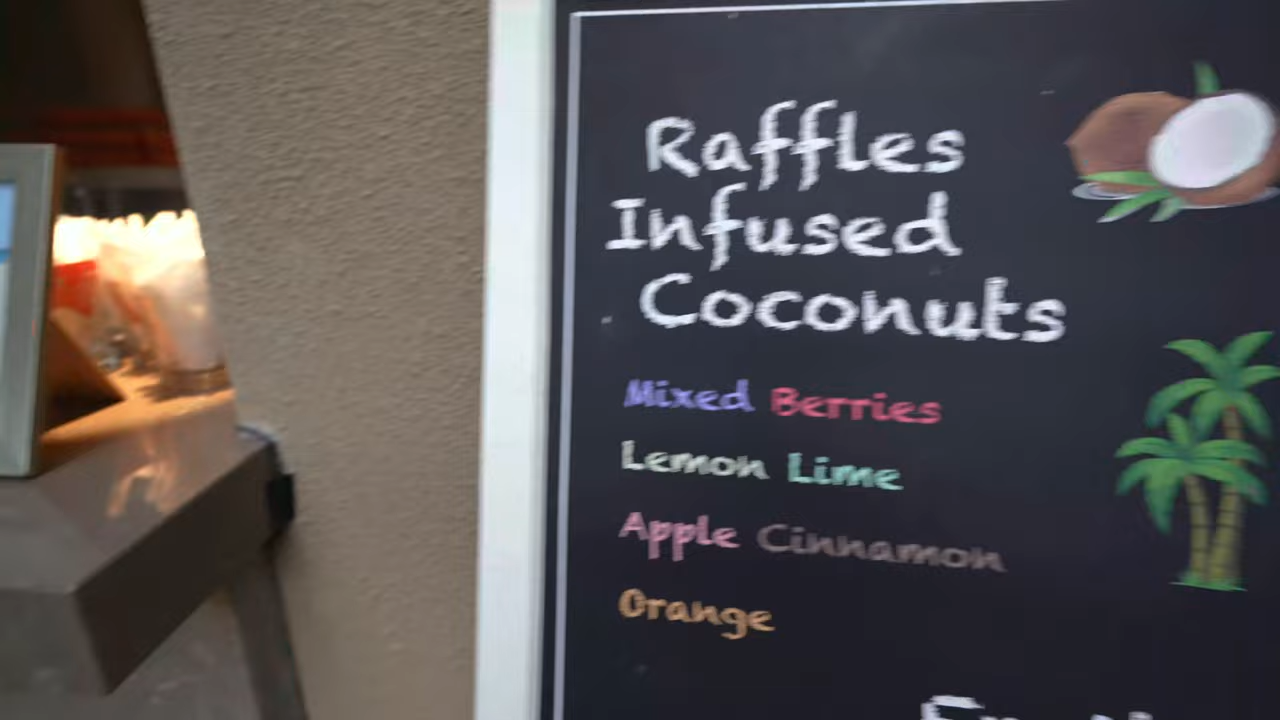 Raffles
Infused
Coconuts
Mixed Berries
Lemon Lime
Apple Cinnamon
Orange